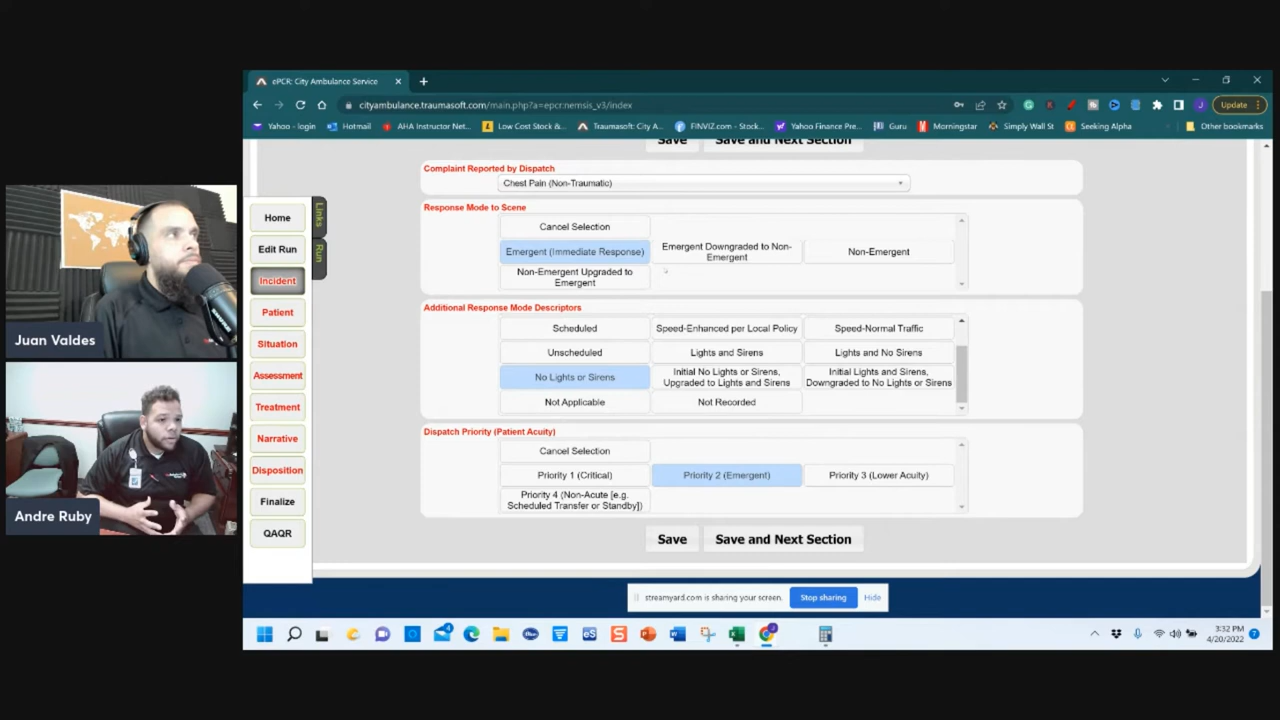 ePCR: City Ambulance Service
cityambulance.traumasoft.com/main.php?a=epcr:nemsis_v3/index
Update
Yahoo - login
Hotmail
AHA Instructor Net...
Low Cost Stock &...
Traumasoft: City A...
FINVIZ.com - Stock...
Yahoo Finance Pre...
Guru
Morningstar
Simply Wall St
Seeking Alpha
Other bookmarks
Save
Save and Next Section
Complaint Reported by Dispatch
Chest Pain (Non-Traumatic)
Response Mode to Scene
Cancel Selection
Emergent (Immediate Response)
Emergent Downgraded to Non-
Emergent
Non-Emergent
Non-Emergent Upgraded to
Emergent
Additional Response Mode Descriptors
Scheduled
Speed-Enhanced per Local Policy
Speed-Normal Traffic
Unscheduled
Lights and Sirens
Lights and No Sirens
No Lights or Sirens
Initial No Lights or Sirens,
Upgraded to Lights and Sirens
Initial Lights and Sirens,
Downgraded to No Lights or Sirens
Not Applicable
Not Recorded
Dispatch Priority (Patient Acuity)
Cancel Selection
Priority 1 (Critical)
Priority 2 (Emergent)
Priority 3 (Lower Acuity)
Priority 4 (Non-Acute [e.g.
Scheduled Transfer or Standby])
Save
Save and Next Section
Links
Run
Home
Edit Run
Incident
Patient
Situation
Assessment
Treatment
Narrative
Disposition
Finalize
QAQR
Juan Valdes
Andre Ruby
streamyard.com is sharing your screen.
Stop sharing
Hide
3:32 PM
4/20/2022